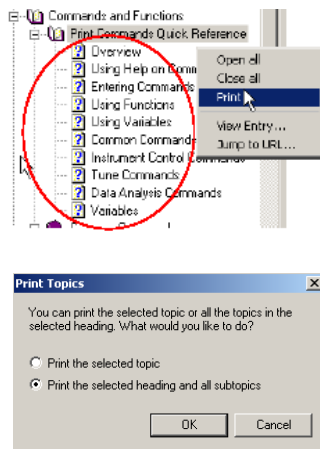 Commands and Functions
Print Commands Quick Reference
Overview
Using Help on Comm
Entering Commands
Using Functions
Using Variables
Common Command
Instrument Control Commands
Tune Commands
Data Analysis Commands
Variables
Open all
Close all
Print
View Entry...
Jump to URL...
Print Topics
You can print the selected topic or all the topics in the
selected heading. What would you like to do?
Print the selected topic
Print the selected heading and all subtopics
OK
Cancel